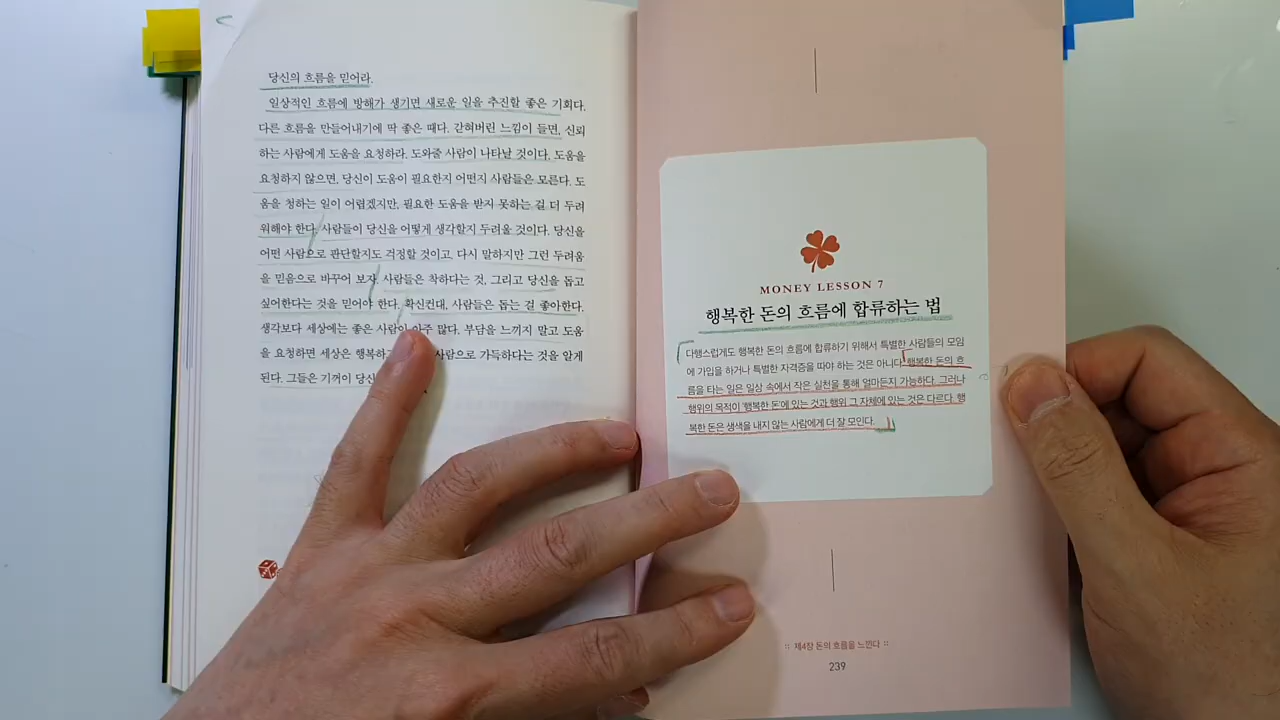 당신의 흐름을 믿어라.
일상적인 흐름에 방해가 생기면 새로운 일을 추진할 좋은 기회다.
다른 흐름을 만들어내기에 딱 좋은 때다. 갇혀버린 느낌이 들면, 신뢰
하는 사람에게 도움을 요청하라. 도와줄 사람이 나타날 것이다. 도움을
요청하지 않으면, 당신이 도움이 필요한지 어떤지 사람들은 모른다. 도
움을 청하는 일이 어렵겠지만, 필요한 도움을 받지 못하는 걸 더 두려
워해야 한다. 사람들이 당신을 어떻게 생각할지 두려울 것이다. 당신을
어떤 사람으로 판단할지도 걱정할 것이고. 다시 말하지만 그런 두려움
을 믿음으로 바꾸어 보자. 사람들은 착하다는 것, 그리고 당신을 돕고
싶어한다는 것을 믿어야 한다. 확신컨대, 사람들은 돕는 걸 좋아한다.
생각보다 세상에는 좋은 사람이 아주 많다. 부담을 느끼지 말고 도움
을 요청하면 세상은 행복하 사람으로 가득하다는 것을 알게
된다. 그들은 기꺼이 당신
MONEY LESSON 7
행복한 돈의 흐름에 합류하는 법
다행스럽게도 행복한 돈의 흐름에 합류하기 위해서 특별한 사람들의 모임
에 가입을 하거나 특별한 자격증을 따야 하는 것은 아니다. 행복한 돈의 흐
름을 타는 일은 일상 속에서 작은 실천을 통해 얼마든지 가능하다. 그러나
행위의 목적이 '행복한 돈'에 있는 것과 행위 그 자체에 있는 것은 다르다. 행
복한 돈은 생색을 내지 않는 사람에게 더 잘 모인다.
제4장 돈의 흐름을 느낀다
239